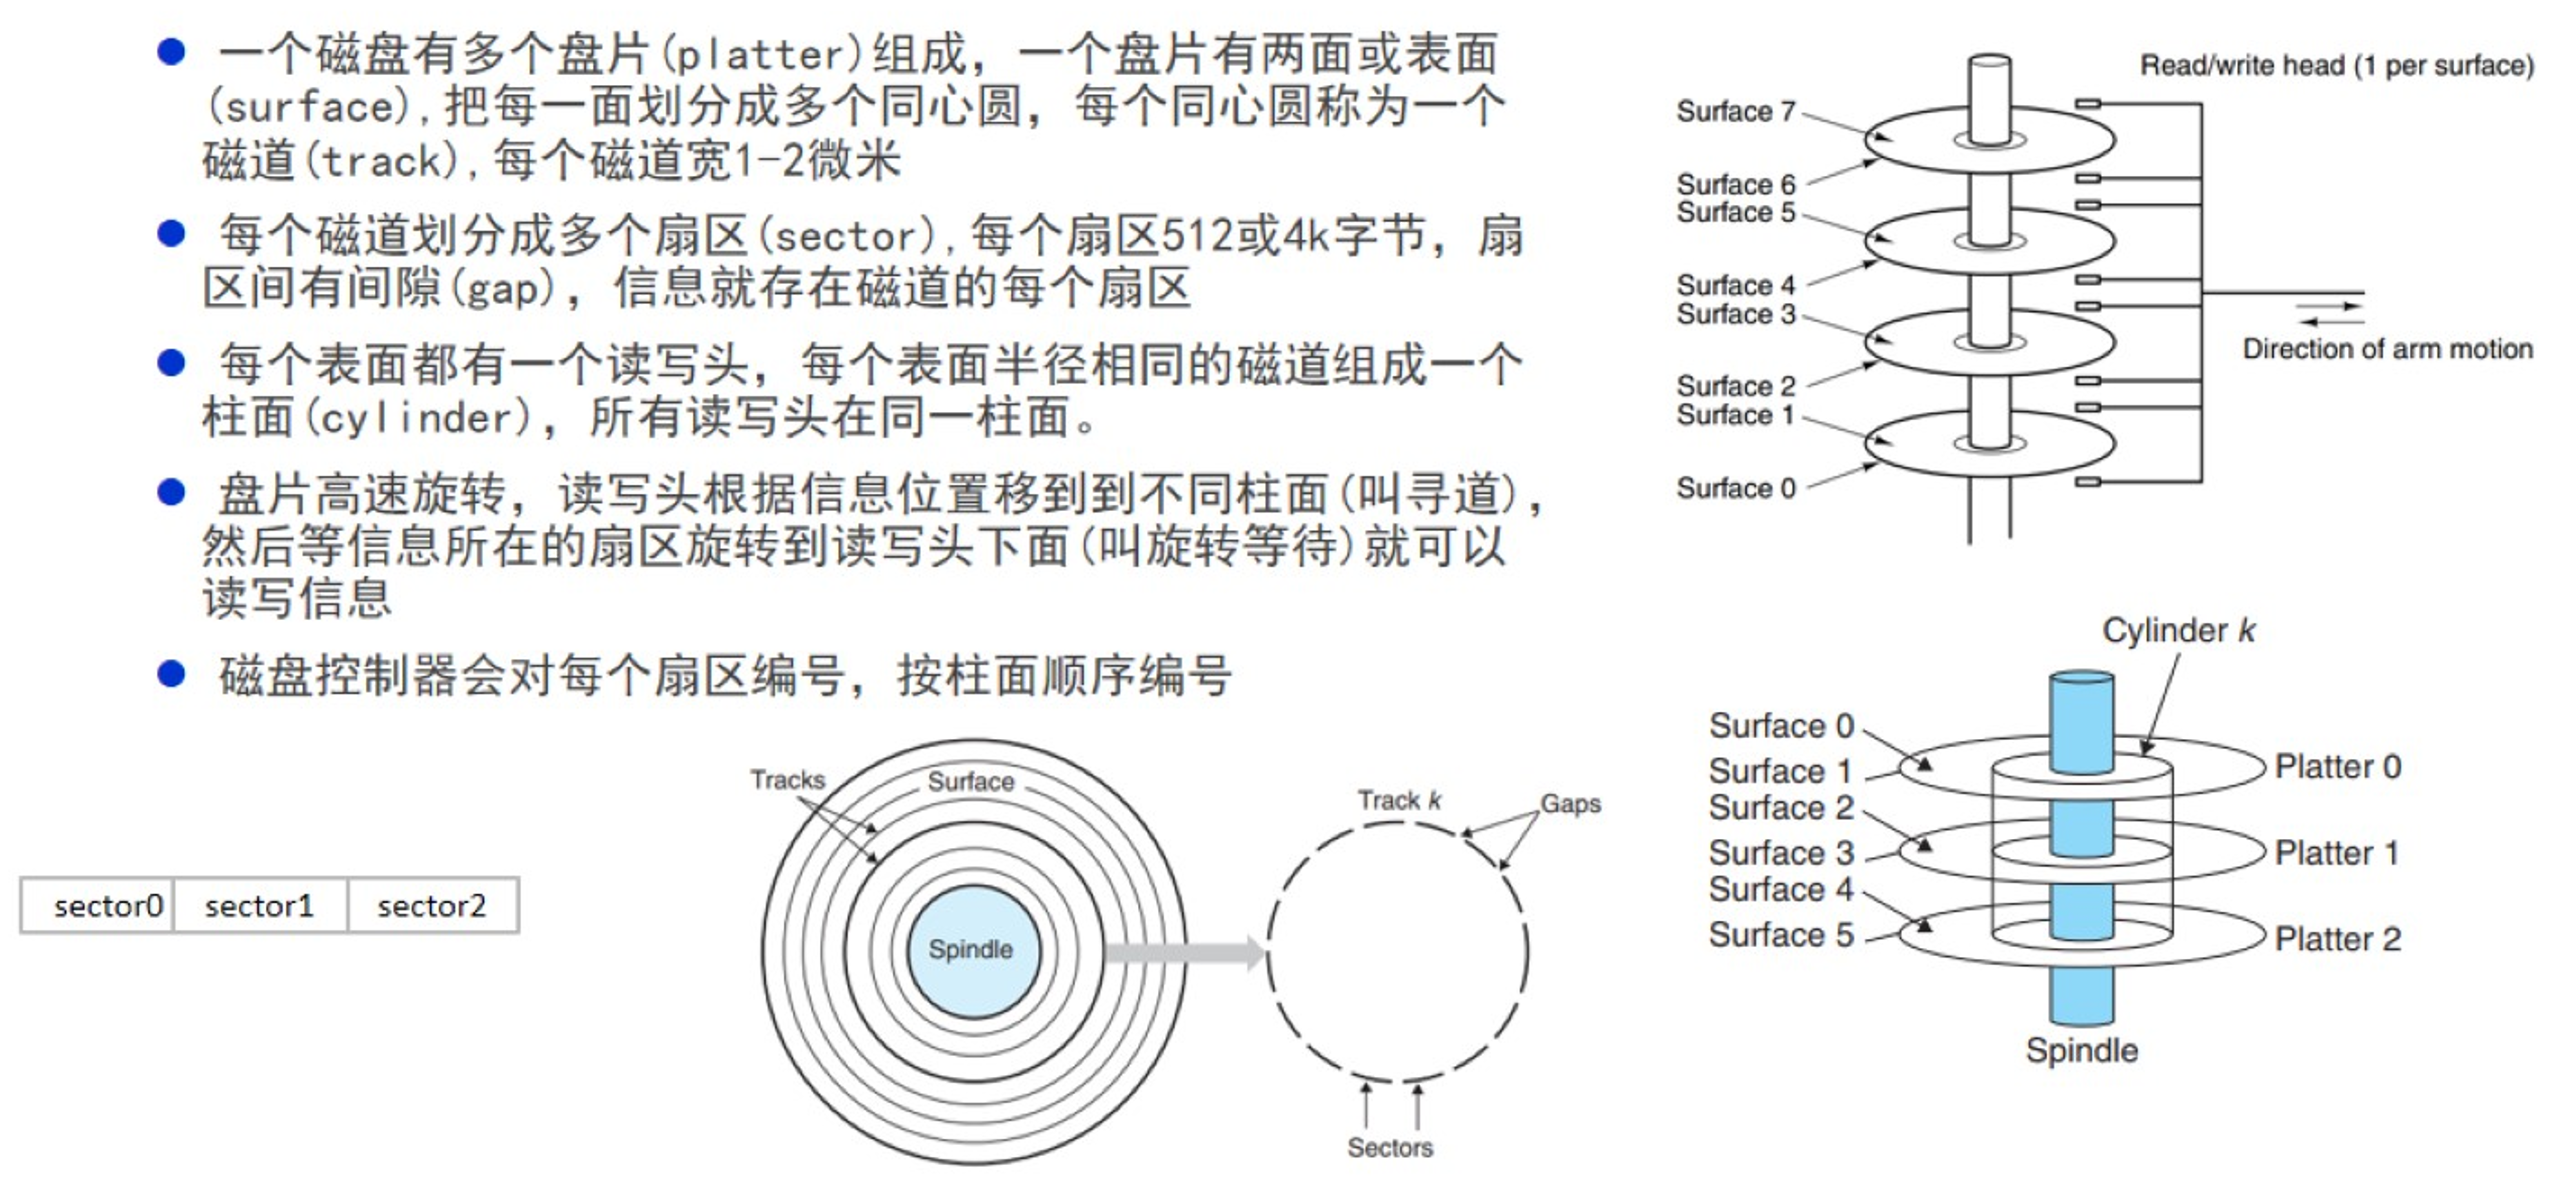 一个磁盘有多个盘片(platter)组成，一个盘片有两面或表面
(surface),把每一面划分成多个同心圆，每个同心圆称为一个
磁道(track),每个磁道宽1-2微米
每个磁道划分成多个扇区(sector),每个扇区512或4k字节，扇
区间有间隙(gap)，信息就存在磁道的每个扇区
每个表面都有一个读写头，每个表面半径相同的磁道组成一个
柱面(cylinder)，所有读写头在同一柱面。
盘片高速旋转，读写头根据信息位置移到到不同柱面(叫寻道)，
然后等信息所在的扇区旋转到读写头下面(叫旋转等待)就可以
读写信息
磁盘控制器会对每个扇区编号，按柱面顺序编号
Read/write head (1 per surface)
Surface 7
Surface 6
Surface 5
Surface 4
Surface 3
Surface 2
Surface 1
Surface 0
Direction of arm motion
sector0
sector1
sector2
Tracks
Surface
Spindle
Track k
Gaps
Sectors
Cylinder k
Surface 0
Surface 1
Surface 2
Surface 3
Surface 4
Surface 5
Platter 0
Platter 1
Platter 2
Spindle